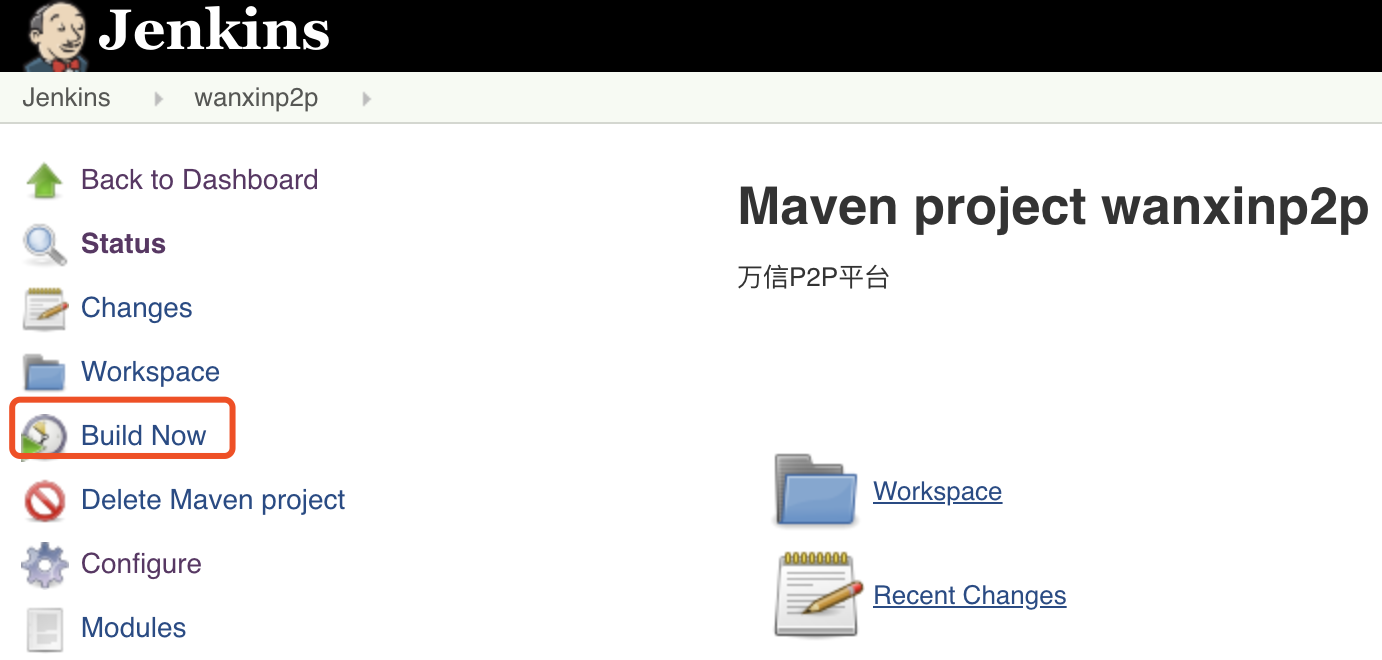 Jenkins
Jenkins wanxinp2p
Back to Dashboard
Status
Changes
Workspace
Build Now
Delete Maven project
Configure
Modules
Maven project wanxinp2p
万信P2P平台
Workspace
Recent Changes